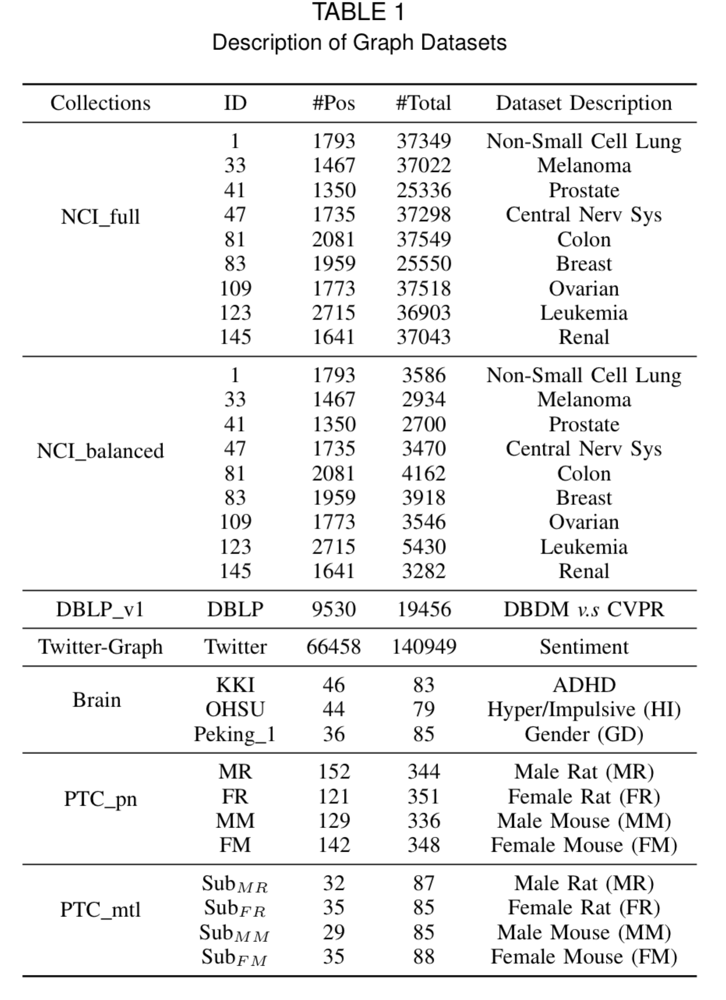 TABLE 1
Description of Graph Datasets
Collections ID #Pos #Total Dataset Description
1 1793 37349 Non-Small Cell Lung
33 1467 37022 Melanoma
41 1350 25336 Prostate
NCI_full 47 1735 37298 Central Nerv Sys
81 2081 37549 Colon
83 1959 25550 Breast
109 1773 37518 Ovarian
123 2715 36903 Leukemia
145 1641 37043 Renal
1 1793 3586 Non-Small Cell Lung
33 1467 2934 Melanoma
41 1350 2700 Prostate
NCI_balanced 47 1735 3470 Central Nerv Sys
81 2081 4162 Colon
83 1959 3918 Breast
109 1773 3546 Ovarian
123 2715 5430 Leukemia
145 1641 3282 Renal
DBLP_v1 DBLP 9530 19456 DBDM v.s CVPR
Twitter-Graph Twitter 66458 140949 Sentiment
KKI 46 83 ADHD
Brain OHSU 44 79 Hyper/Impulsive (HI)
Peking_1 36 85 Gender (GD)
MR 152 344 Male Rat (MR)
PTC_pn FR 121 351 Female Rat (FR)
MM 129 336 Male Mouse (MM)
FM 142 348 Female Mouse (FM)
Sub_MR 32 87 Male Rat (MR)
PTC_mtl Sub_FR 35 85 Female Rat (FR)
Sub_MM 29 85 Male Mouse (MM)
Sub_FM 35 88 Female Mouse (FM)